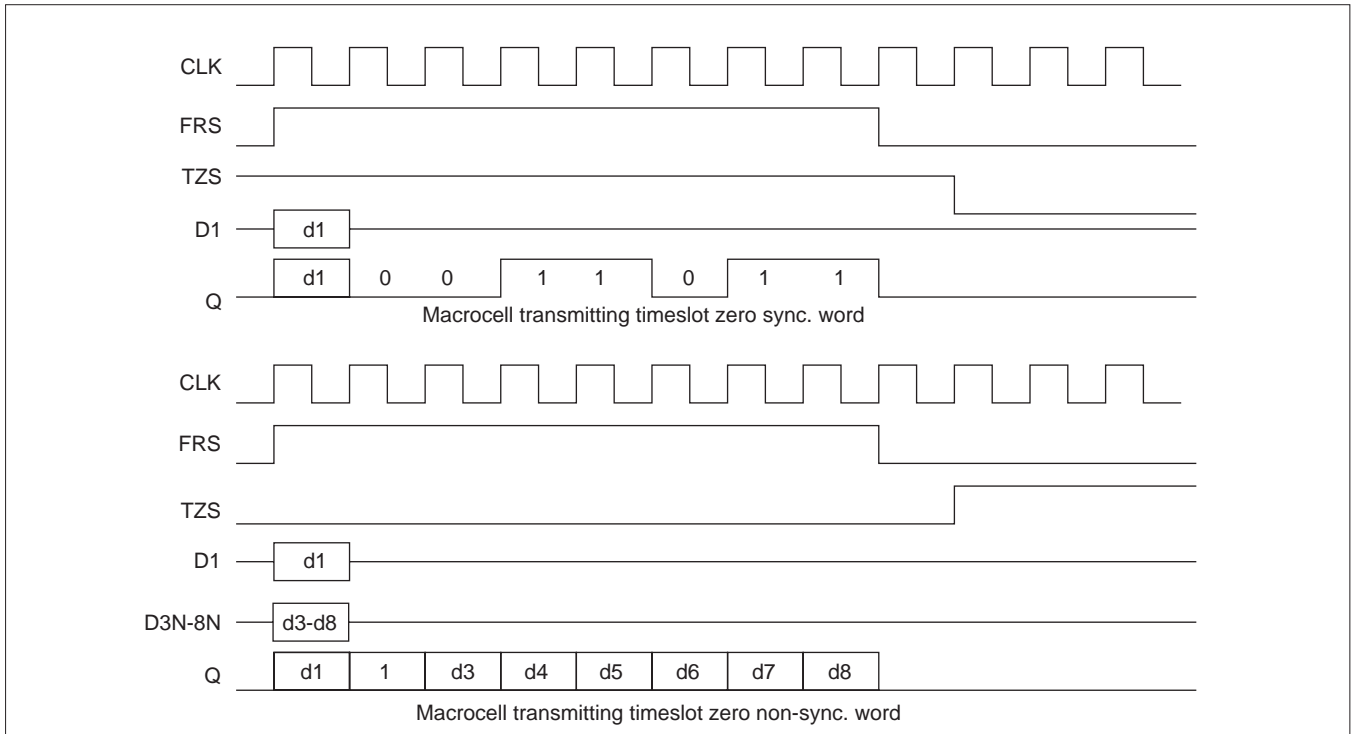 CLK
FRS
TZS
D1 d1
Q d1 0 0 1 1 0 1 1
Macrocell transmitting timeslot zero sync. word
CLK
FRS
TZS
D1 d1
D3N-8N d3-d8
Q d1 1 d3 d4 d5 d6 d7 d8
Macrocell transmitting timeslot zero non-sync. word